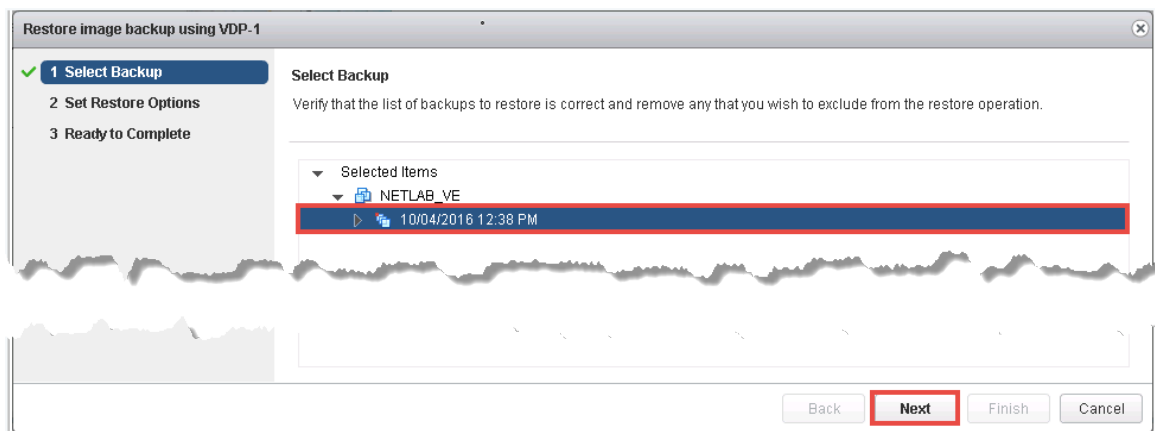 Restore image backup using VDP-1
1 Select Backup
2 Set Restore Options
3 Ready to Complete
Select Backup
Verify that the list of backups to restore is correct and remove any that you wish to exclude from the restore operation.
Selected Items
NETLAB_VE
10/04/2016 12:38 PM
Back Next Finish Cancel